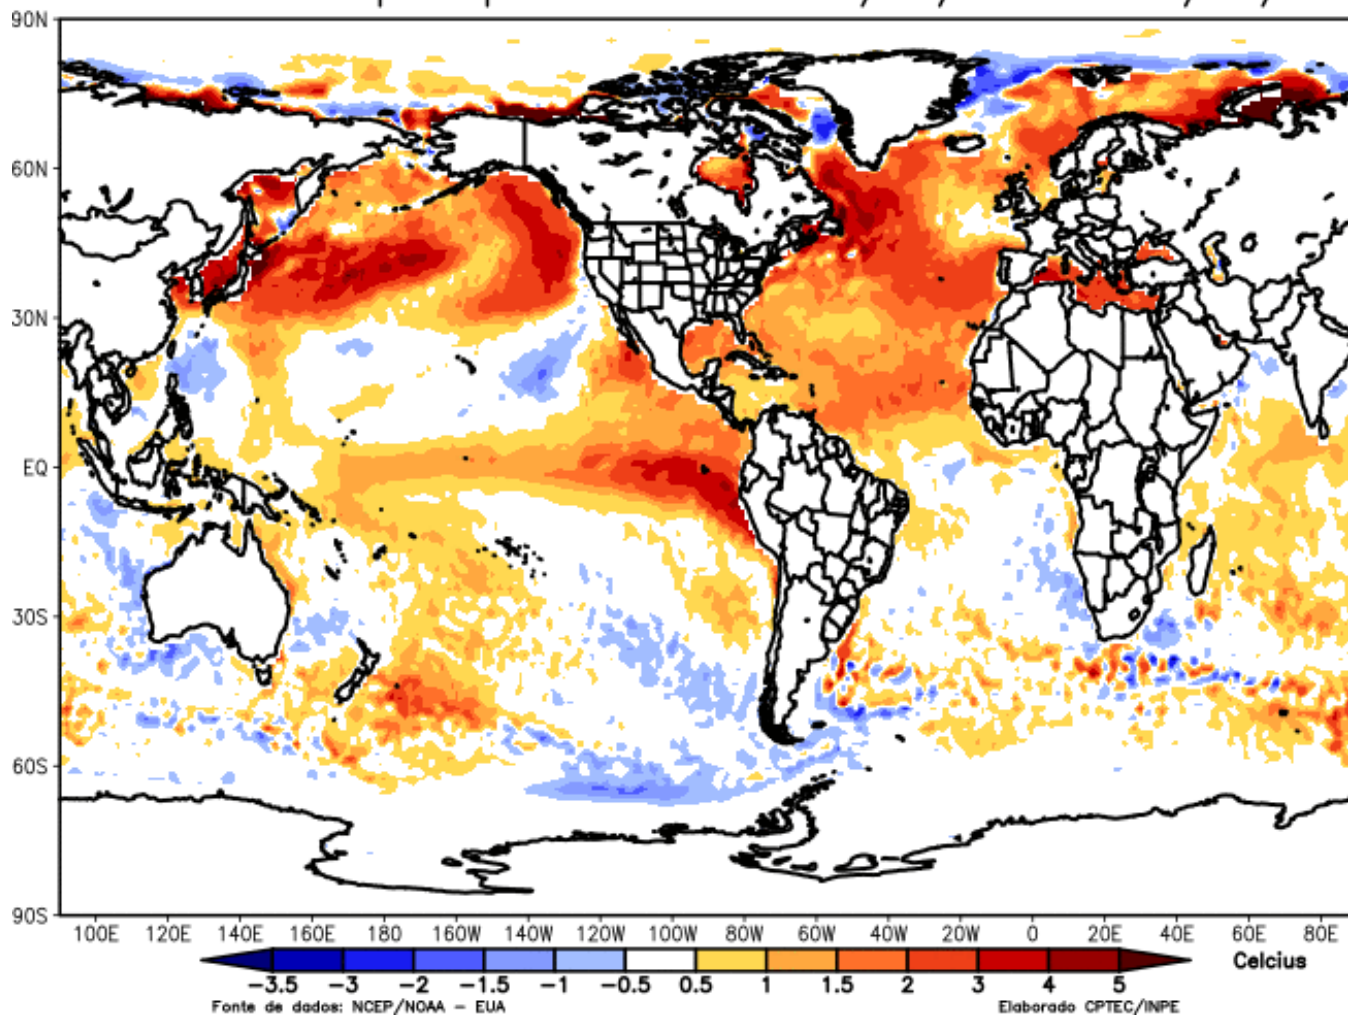 90N
60N
30N
EQ
30S
60S
90S
100E 120E 140E 160E 180 160W 140W 120W 100W 80W 60W 40W 20W 0 20E 40E 60E 80E
-3.5 -3 -2 -1.5 -1 -0.5 0.5 1 1.5 2 3 4 5
Celcius
Fonte de dados: NCEP/NOAA - EUA
Elaborado CPTEC/INPE